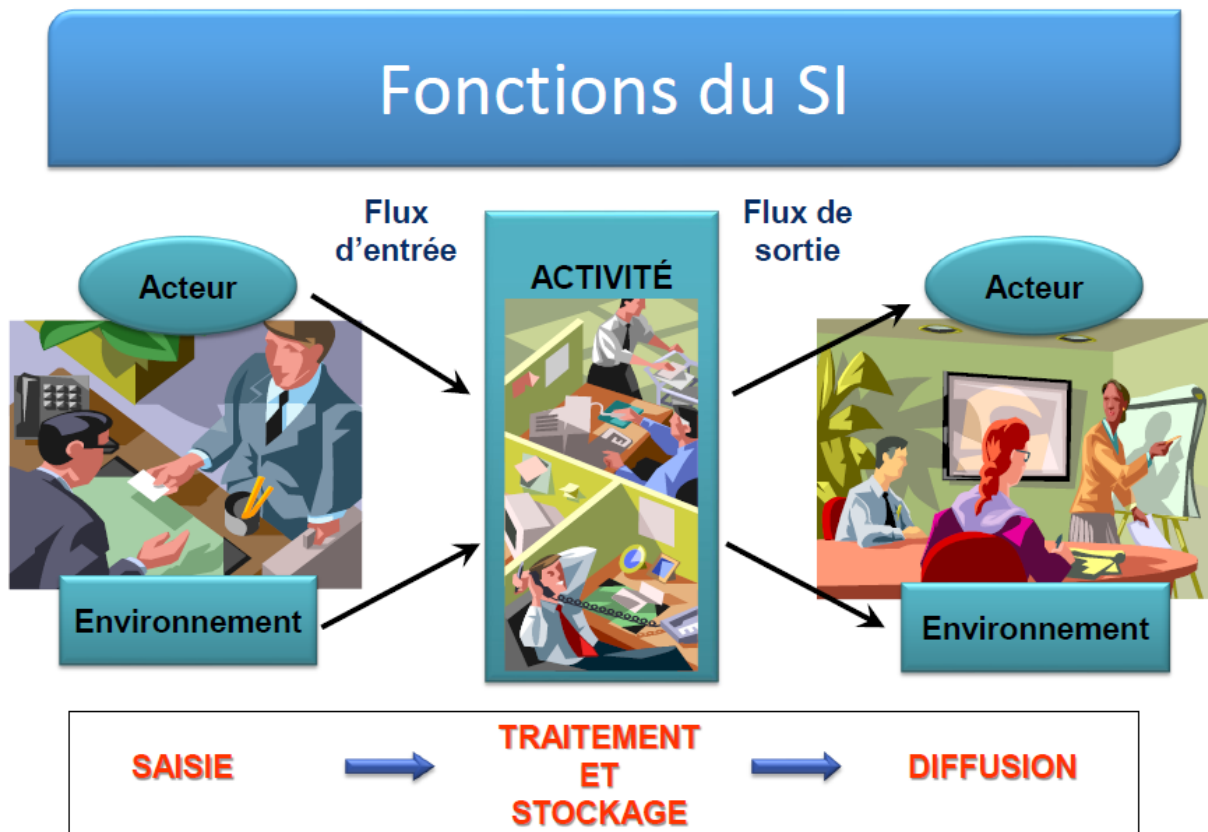 Fonctions du SI
Flux
d’entrée
Flux de
sortie
Acteur
ACTIVITÉ
Acteur
Environnement
Environnement
SAISIE
TRAITEMENT
ET
STOCKAGE
DIFFUSION